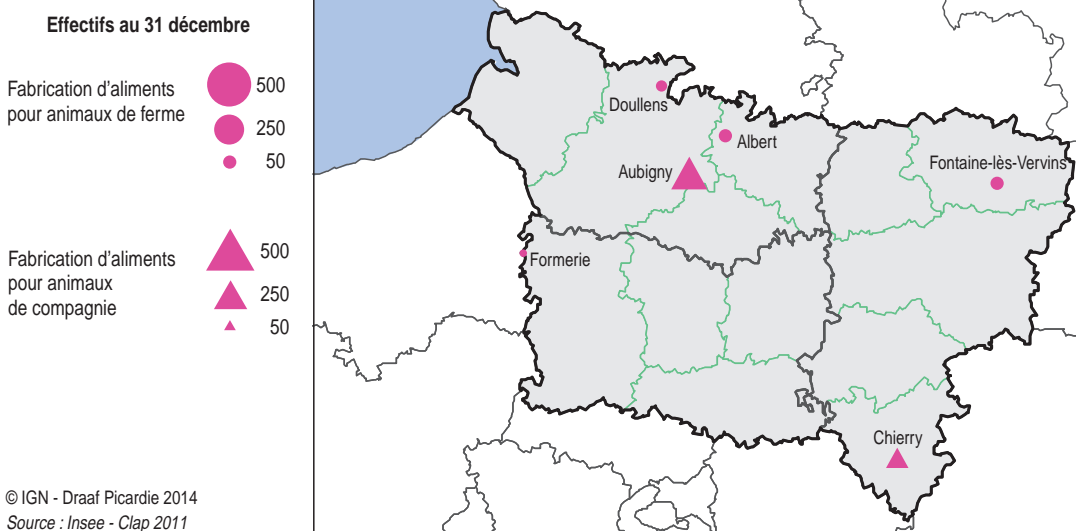 Effectifs au 31 décembre
Fabrication d’aliments
pour animaux de ferme
500
250
50
Fabrication d’aliments
pour animaux
de compagnie
500
250
50
© IGN - Draaf Picardie 2014
Source : Insee - Clap 2011
Doullens
Albert
Aubigny
Fontaine-lès-Vervins
Formerie
Chierry